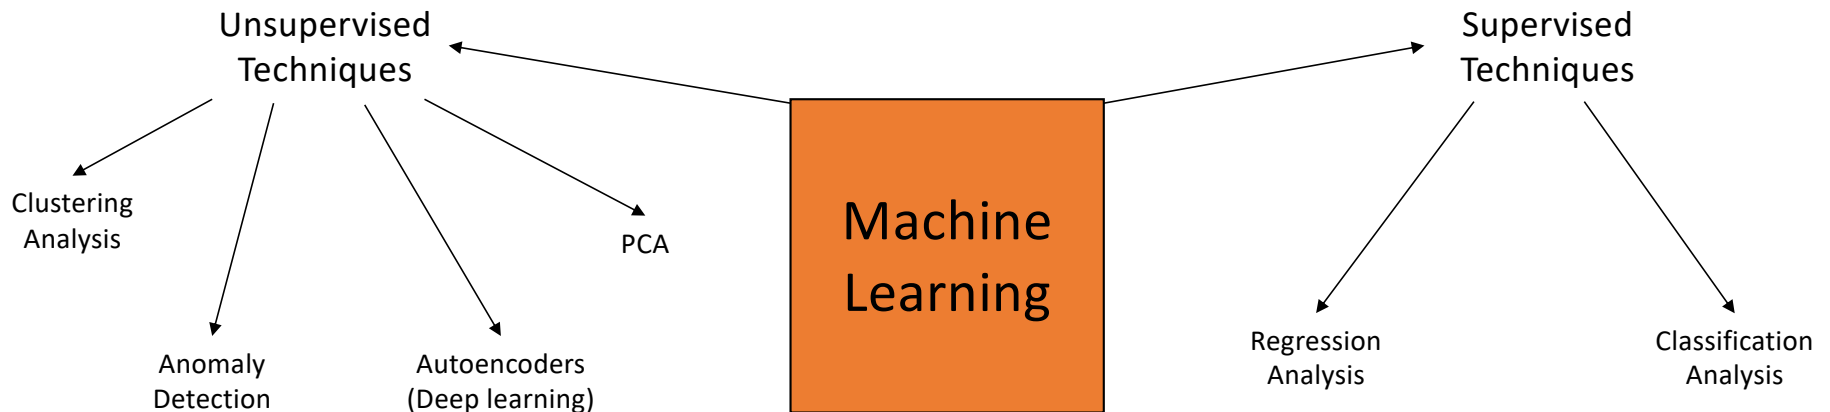 Unsupervised
Techniques
Supervised
Techniques
Clustering
Analysis
PCA
Machine
Learning
Anomaly
Detection
Autoencoders
(Deep learning)
Regression
Analysis
Classification
Analysis